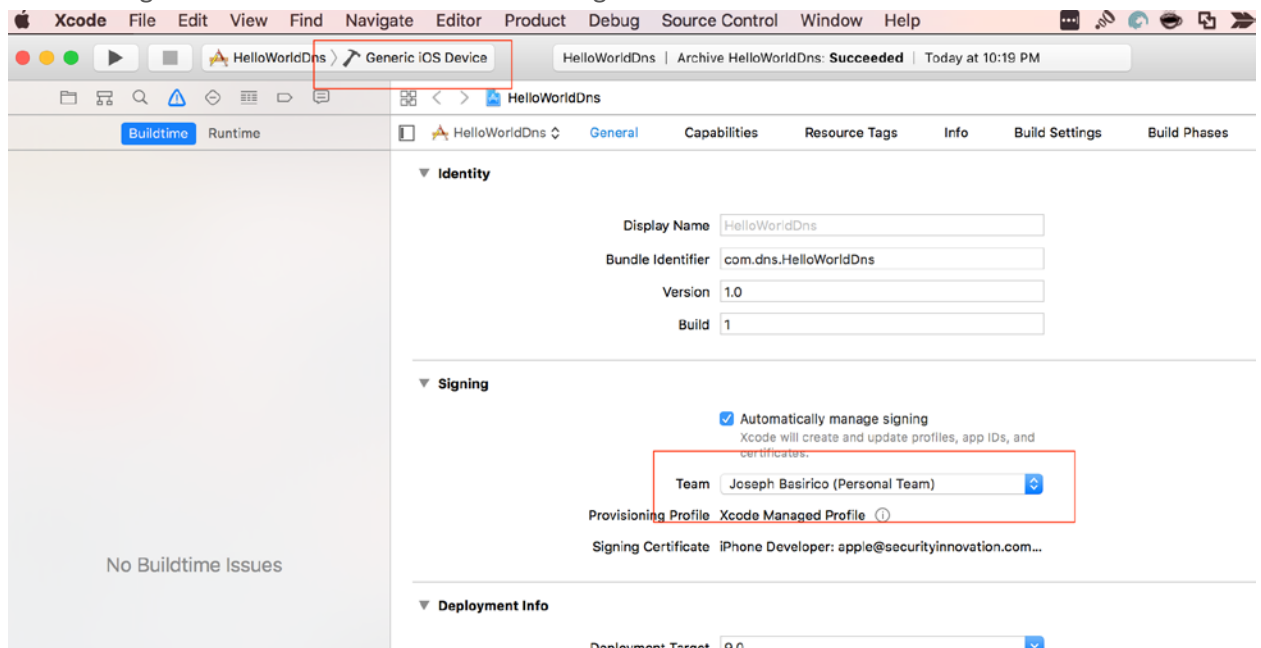 Xcode File Edit View Find Navigate Editor Product Debug Source Control Window Help
HelloWorldDns Generic iOS Device HelloWorldDns | Archive HelloWorldDns: Succeeded | Today at 10:19 PM
HelloWorldDns
Buildtime Runtime HelloWorldDns General Capabilities Resource Tags Info Build Settings Build Phases
Identity
Display Name HelloWorldDns
Bundle Identifier com.dns.HelloWorldDns
Version 1.0
Build 1
Signing
Automatically manage signing
Xcode will create and update profiles, app IDs, and
certificates.
Team Joseph Basirico (Personal Team)
Provisioning Profile Xcode Managed Profile
Signing Certificate iPhone Developer: apple@securityinnovation.com...
No Buildtime Issues
Deployment Info
Deployment Target 9.0